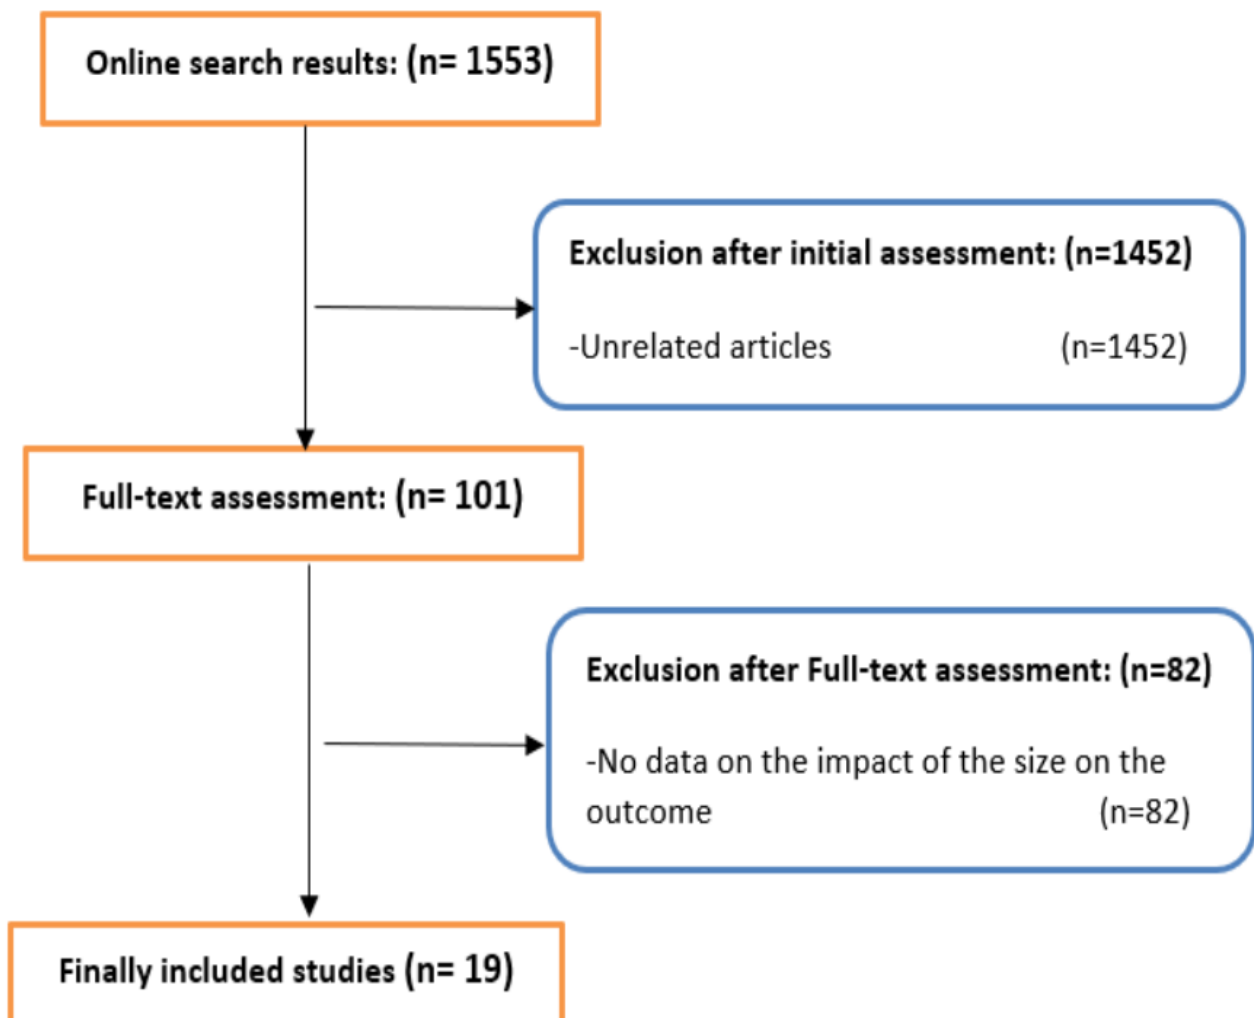 Online search results: (n= 1553)
Exclusion after initial assessment: (n=1452)
-Unrelated articles (n=1452)
Full-text assessment: (n= 101)
Exclusion after Full-text assessment: (n=82)
-No data on the impact of the size on the
outcome (n=82)
Finally included studies (n= 19)